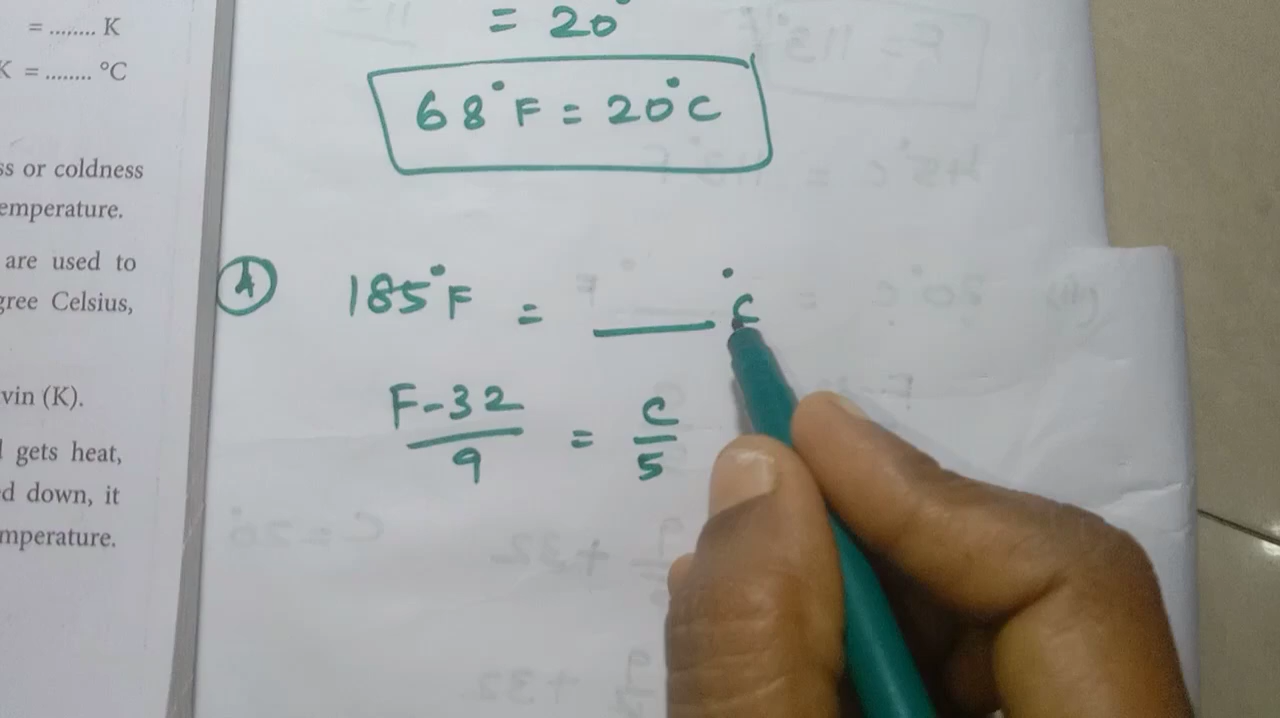 = ........ K
K = ........ °C
ss or coldness
emperature.
are used to
gree Celsius,
vin (K).
gets heat,
d down, it
mperature.
= 20°
68°F = 20°C
4 185°F = ____ °C
F-32 / 9 = C / 5